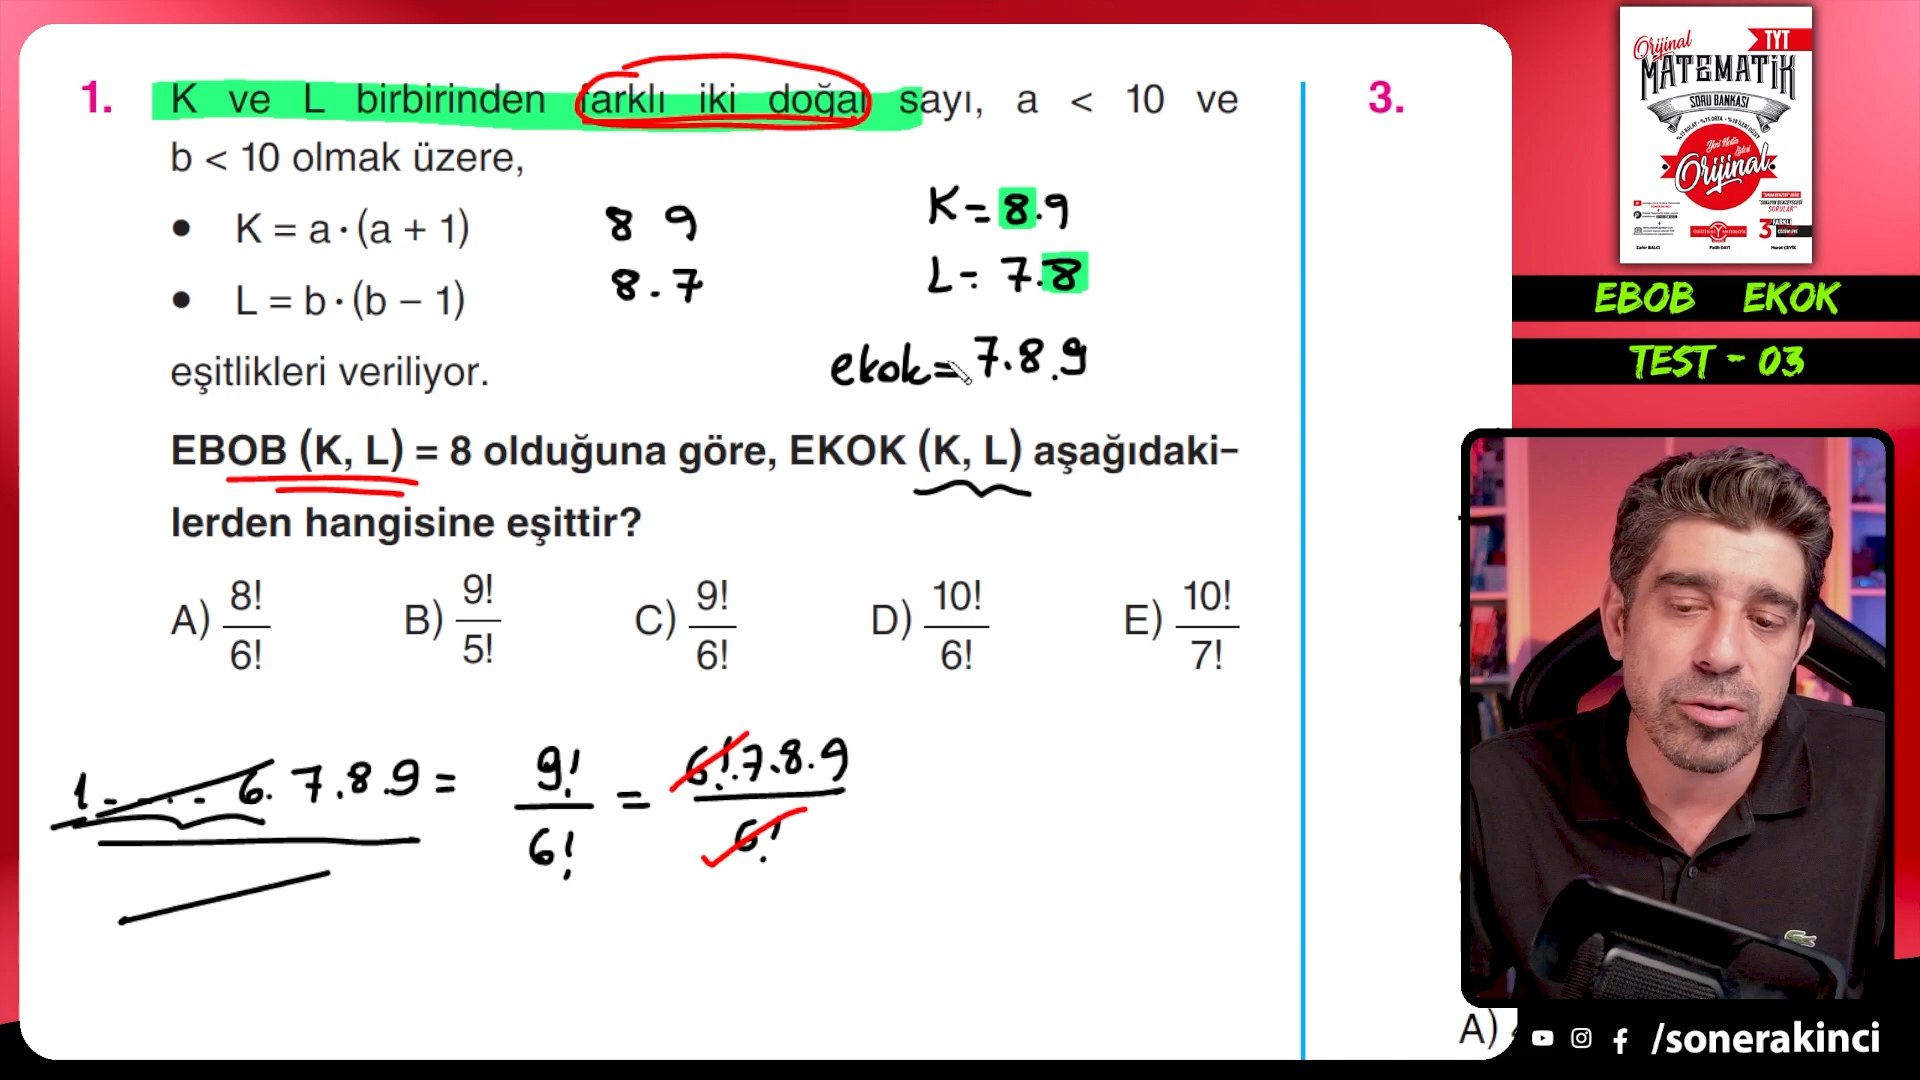 1. K ve L birbirinden farklı iki doğal sayı, a < 10 ve
b < 10 olmak üzere,
• K = a · (a + 1)
• L = b · (b – 1)
eşitlikleri veriliyor.
EBOB (K, L) = 8 olduğuna göre, EKOK (K, L) aşağıdaki–
lerden hangisine eşittir?
A) 8!/6! B) 9!/5! C) 9!/6! D) 10!/6! E) 10!/7!
8 9
8.7
K = 8.9
L = 7.8
ekok = 7.8.9
1 - . . . - 6. 7.8.9 = 9!/6! = 6!.7.8.9/6!
3.
A)
Orijinal
TYT
MATEMATİK
SORU BANKASI
Orijinal
EBOB EKOK
TEST - 03
/sonerakinci